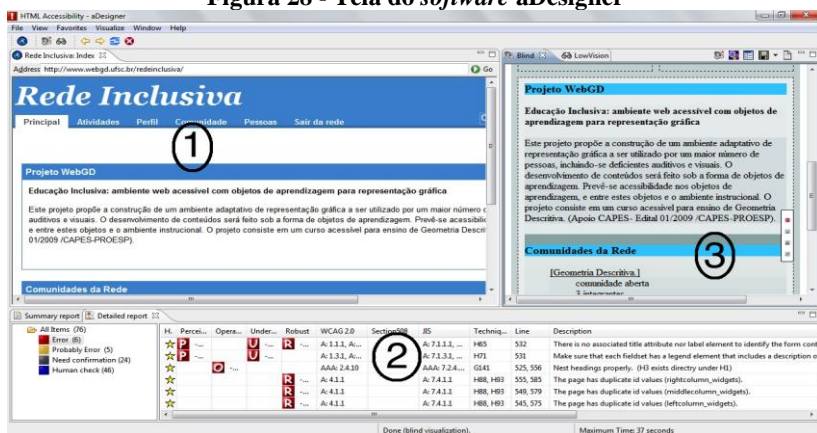 Figura 28 - Tela do software aDesigner
HTML Accessibility - aDesigner
File View Favorites Visualize Window Help
Rede Inclusiva: Index
Address http://www.webgd.ufsc.br/redeinclusiva/
Go
Rede Inclusiva
Principal Atividades Perfil Comunidade Pessoas Sair da rede
1
Projeto WebGD
Educação Inclusiva: ambiente web acessível com objetos de aprendizagem para representação gráfica
Este projeto propõe a construção de um ambiente adaptativo de representação gráfica a ser utilizado por um maior número
auditivos e visuais. O desenvolvimento de conteúdos será feito sob a forma de objetos de aprendizagem. Prevê-se
e entre estes objetos e o ambiente instrucional. O projeto consiste em um curso acessível para ensino de Geometria
01/2009 /CAPES-PROESP).
Comunidades da Rede
Blind LowVision
Projeto WebGD
Educação Inclusiva: ambiente web acessível com objetos de
aprendizagem para representação gráfica
Este projeto propõe a construção de um ambiente adaptativo de
representação gráfica a ser utilizado por um maior número de
pessoas, incluindo-se deficientes auditivos e visuais. O
desenvolvimento de conteúdos será feito sob a forma de objetos de
aprendizagem. Prevê-se acessibilidade nos objetos de
aprendizagem, e entre estes objetos e o ambiente instrucional. O
projeto consiste em um curso acessível para ensino de Geometria
Descritiva. (Apoio CAPES- Edital 01/2009 /CAPES-PROESP).
Comunidades da Rede
3
[Geometria Descritiva.]
comunidade aberta
3 integrantes
Summary report Detailed report
All Items (76)
Error (6)
Probably Error (5)
Need confirmation (24)
Human check (46)
2
H. Percei... Opera... Under... Robust WCAG 2.0 Section508 JIS Techniq... Line Description
P -... U -... R -... A: 1.1.1, A:... A: 7.1.1.1, ... H65 532 There is no associated title attribute nor label element to identify the form cont
P -... U -... A: 1.3.1, A:... A: 7.1.3.1, ... H71 531 Make sure that each fieldset has a legend element that includes a description o
O -... AAA: 2.4.10 AAA: 7.2.4.... G141 525, 556 Nest headings properly. (H3 exists directry under H1)
R -... A: 4.1.1 A: 7.4.1.1 H88, H93 555, 585 The page has duplicate id values (rightcolumn_widgets).
R -... A: 4.1.1 A: 7.4.1.1 H88, H93 549, 579 The page has duplicate id values (middlecolumn_widgets).
R -... A: 4.1.1 A: 7.4.1.1 H88, H93 545, 575 The page has duplicate id values (leftcolumn_widgets).
Done (blind visualization). Maximum Time: 37 seconds